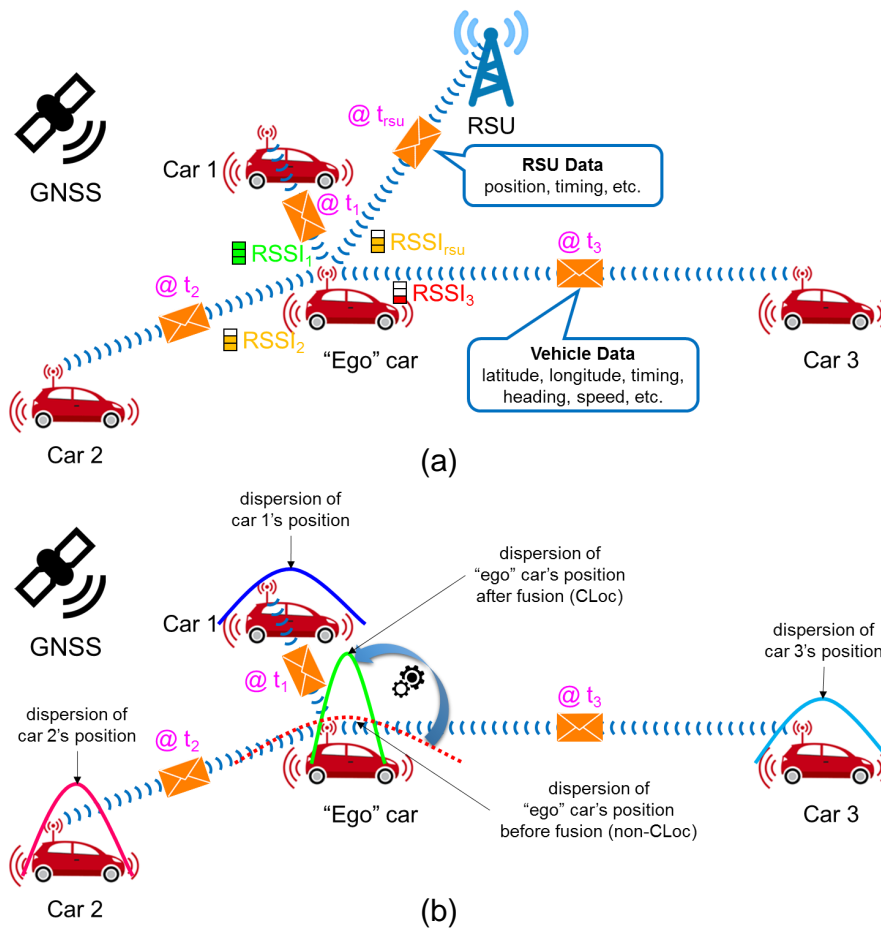 @ t_rsu
RSU
GNSS
Car 1
RSU Data
position, timing, etc.
@ t_1
RSSI_1
RSSI_rsu
@ t_3
@ t_2
RSSI_3
RSSI_2
"Ego" car
Vehicle Data
latitude, longitude, timing,
heading, speed, etc.
Car 3
Car 2
(a)
dispersion of
car 1's position
dispersion of
"ego" car's position
after fusion (CLoc)
GNSS
Car 1
dispersion of
car 3's position
@ t_1
@ t_3
dispersion of
car 2's position
@ t_2
"Ego" car
dispersion of
"ego" car's position
before fusion (non-CLoc)
Car 3
Car 2
(b)